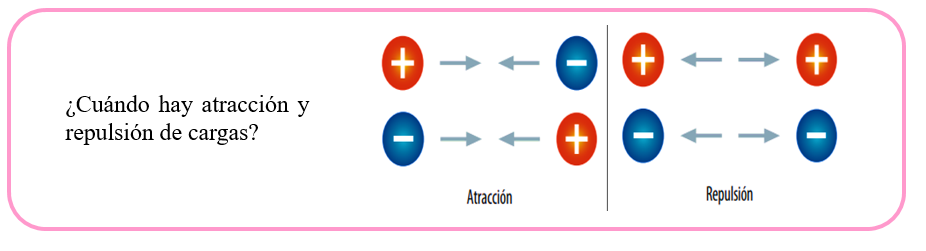 ¿Cuándo hay atracción y
repulsión de cargas?
+ − + +
− + − −
Atracción
Repulsión